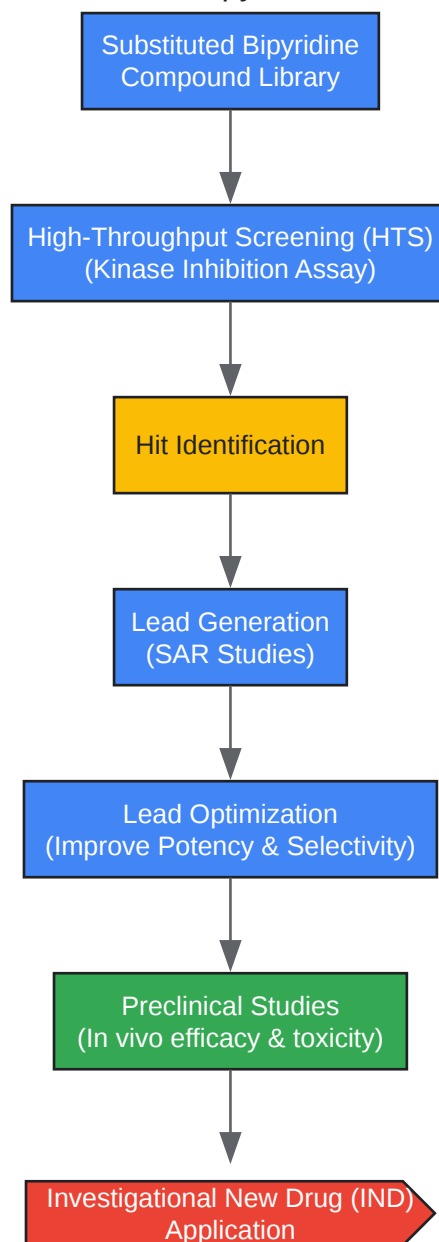 Substituted Bipyridine
Compound Library
High-Throughput Screening (HTS)
(Kinase Inhibition Assay)
Hit Identification
Lead Generation
(SAR Studies)
Lead Optimization
(Improve Potency & Selectivity)
Preclinical Studies
(In vivo efficacy & toxicity)
Investigational New Drug (IND)
Application